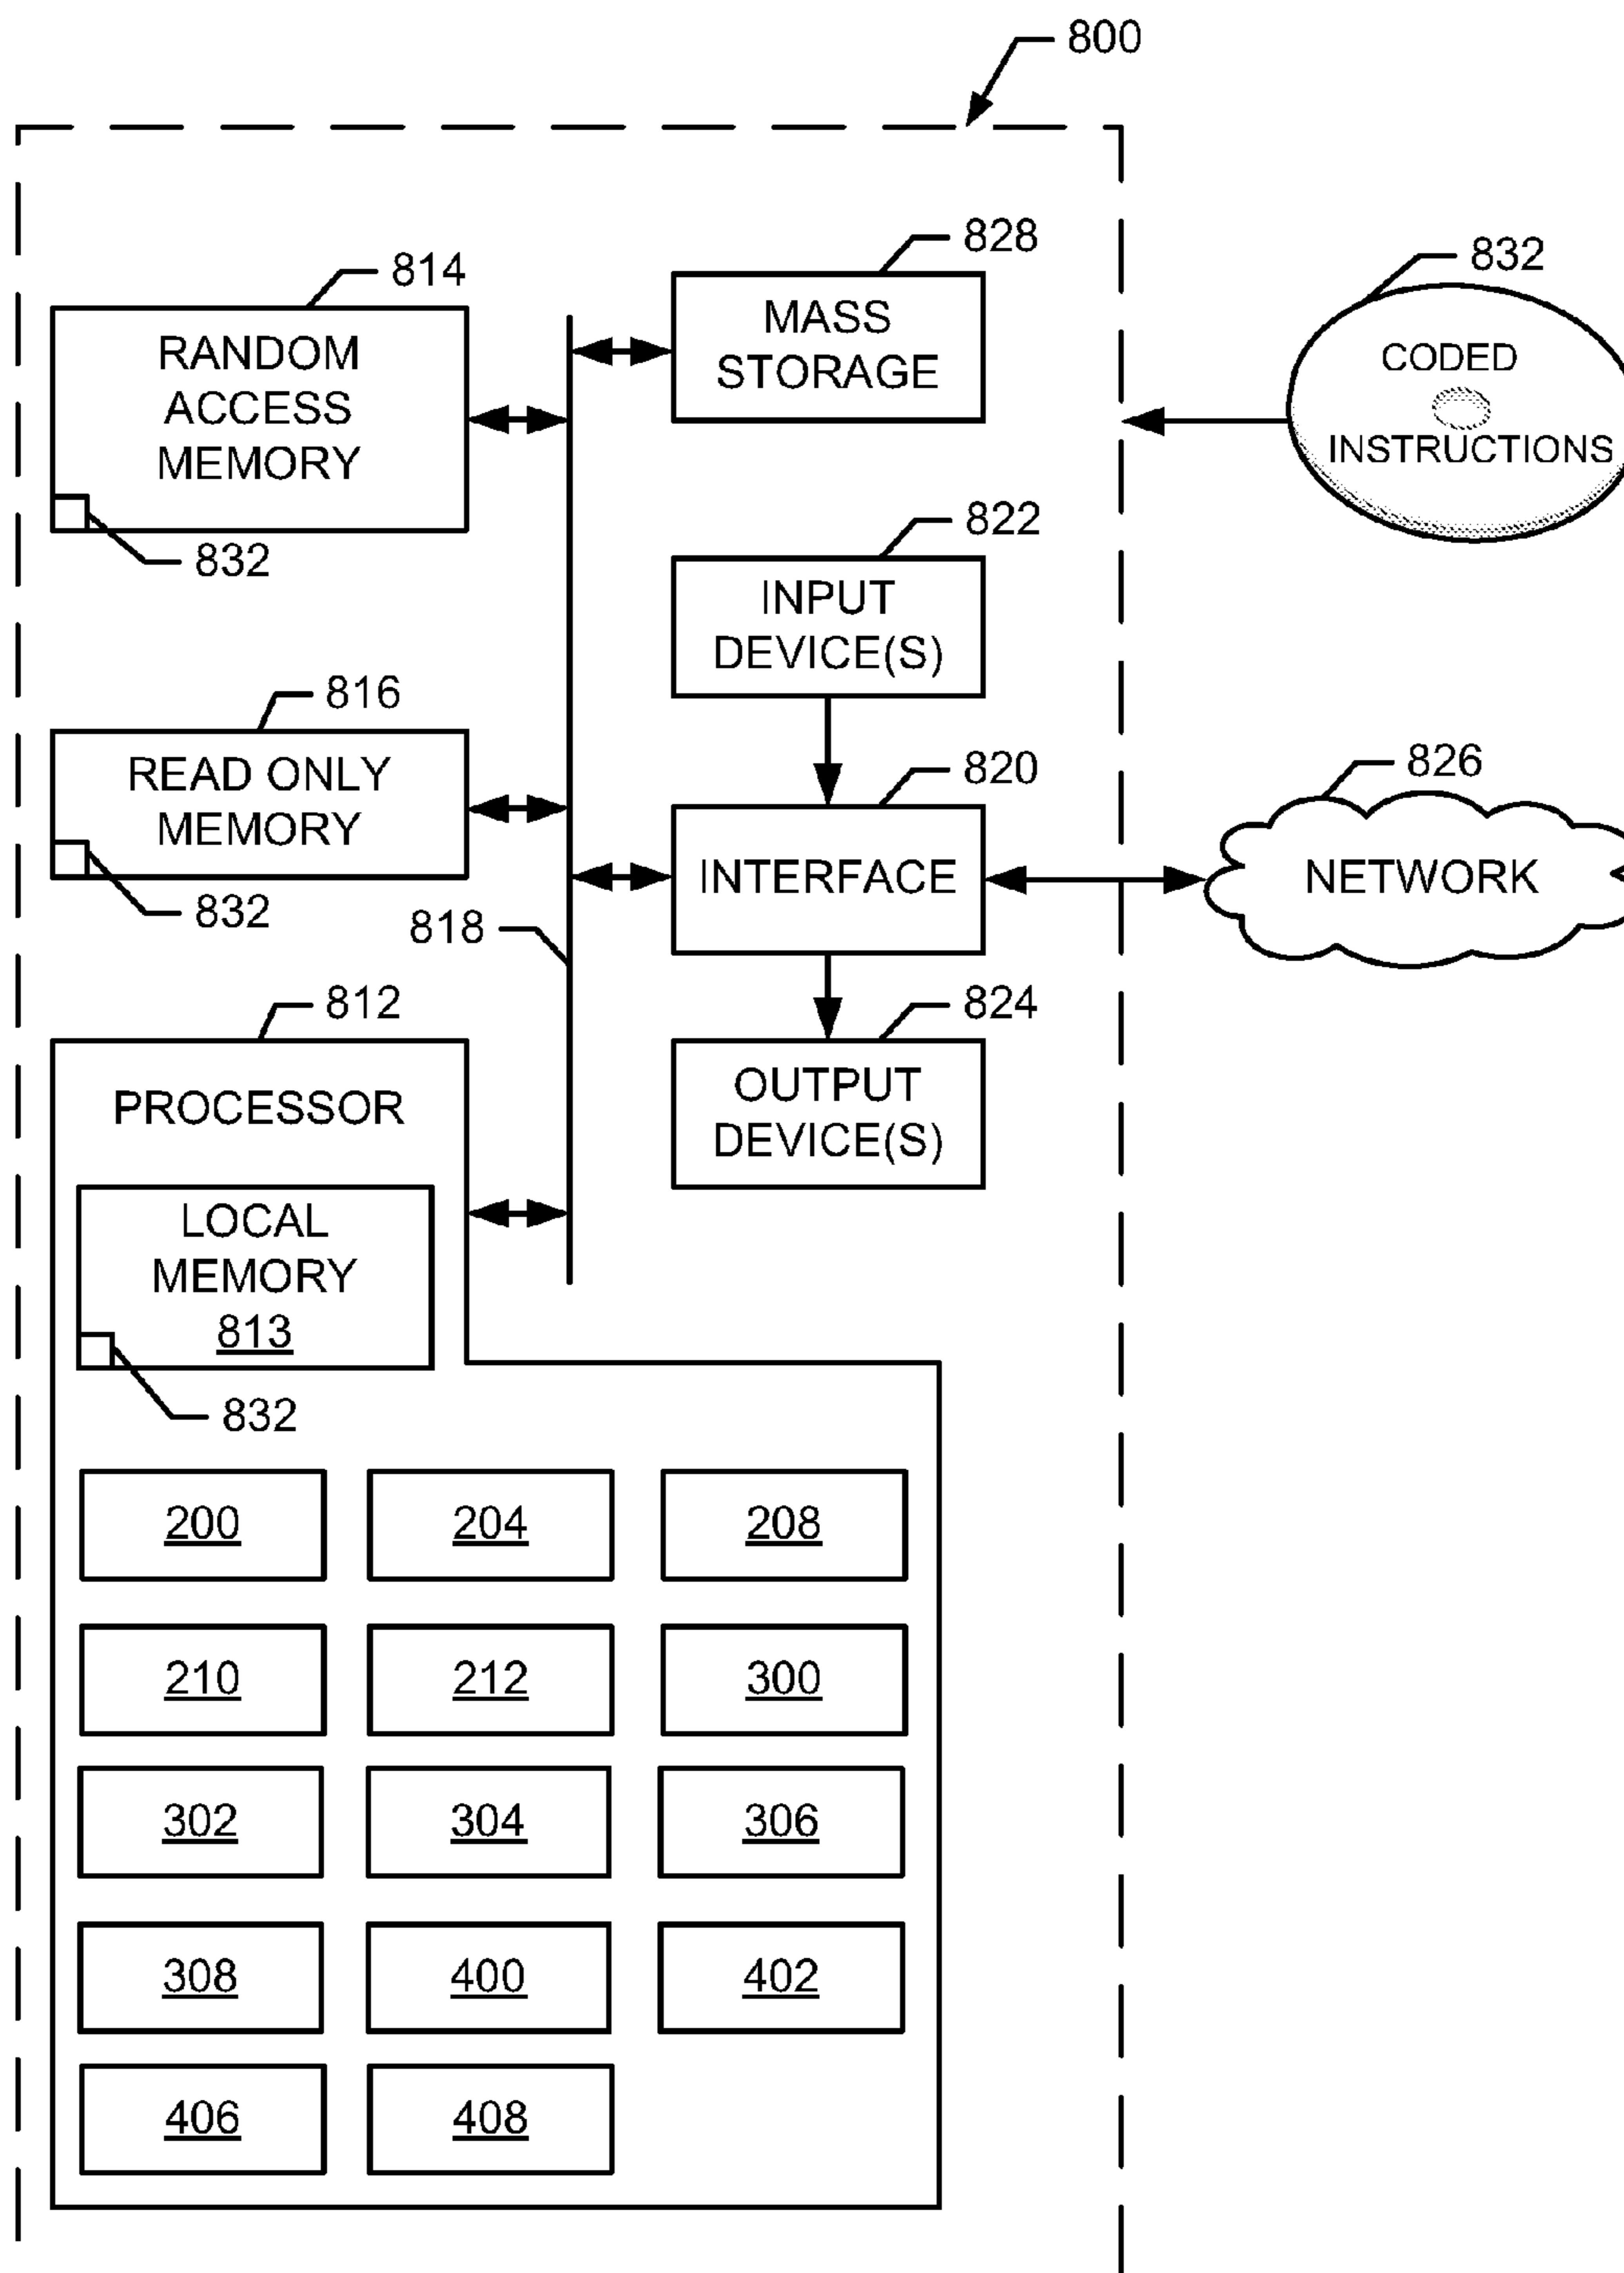 800
828
814
832
MASS
STORAGE
RANDOM
ACCESS
MEMORY
CODED
INSTRUCTIONS
832
822
INPUT
DEVICE(S)
816
820
826
READ ONLY
MEMORY
INTERFACE
NETWORK
832
818
812
824
PROCESSOR
OUTPUT
DEVICE(S)
LOCAL
MEMORY
813
832
200
204
208
210
212
300
302
304
306
308
400
402
406
408